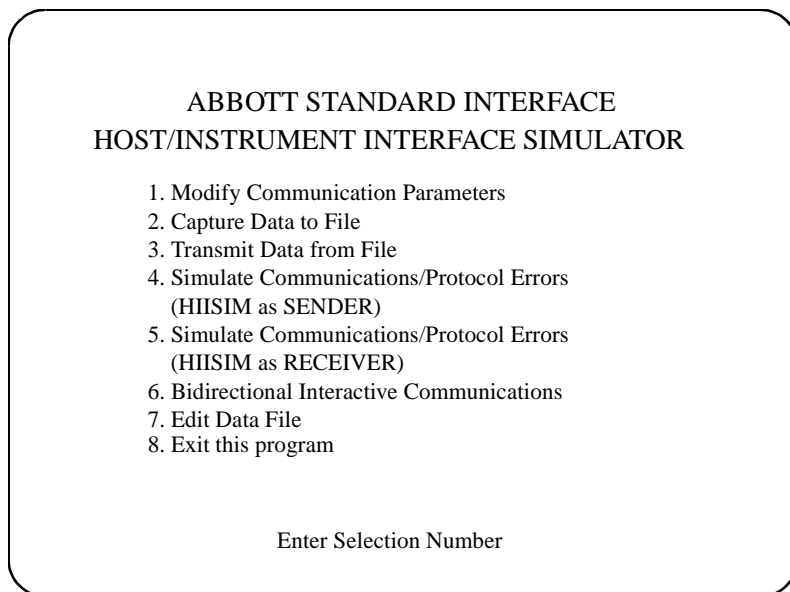 ABBOTT STANDARD INTERFACE
HOST/INSTRUMENT INTERFACE SIMULATOR
1. Modify Communication Parameters
2. Capture Data to File
3. Transmit Data from File
4. Simulate Communications/Protocol Errors
(HIISIM as SENDER)
5. Simulate Communications/Protocol Errors
(HIISIM as RECEIVER)
6. Bidirectional Interactive Communications
7. Edit Data File
8. Exit this program
Enter Selection Number